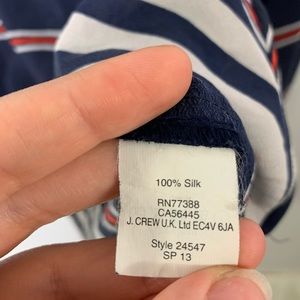 100% Silk
RN77388
CA56445
J. CREW U.K. Ltd EC4V 6JA
Style 24547
SP 13